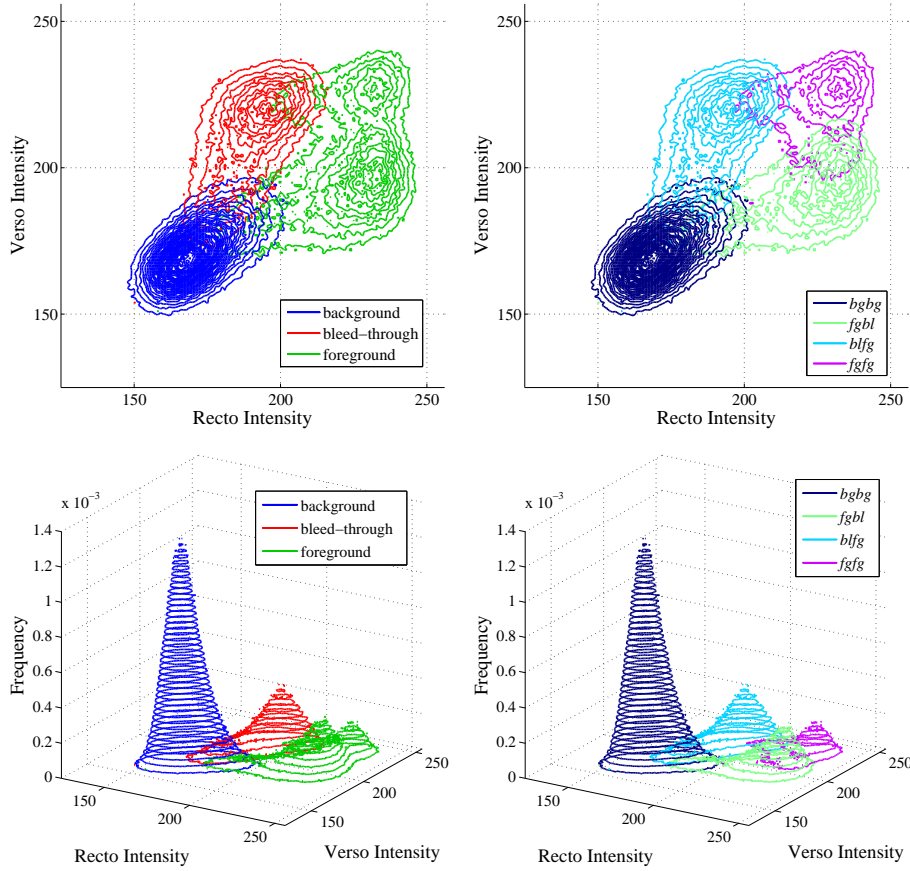 250
200
150
Verso Intensity
150
200
250
Recto Intensity
background
bleed−through
foreground
250
200
150
Verso Intensity
150
200
250
Recto Intensity
bgbg
fgbl
blfg
fgfg
x 10⁻³
1.4
1.2
1
0.8
0.6
0.4
0.2
0
Frequency
150
200
250
Recto Intensity
150
200
250
Verso Intensity
background
bleed−through
foreground
x 10⁻³
1.4
1.2
1
0.8
0.6
0.4
0.2
0
Frequency
150
200
250
Recto Intensity
150
200
250
Verso Intensity
bgbg
fgbl
blfg
fgfg